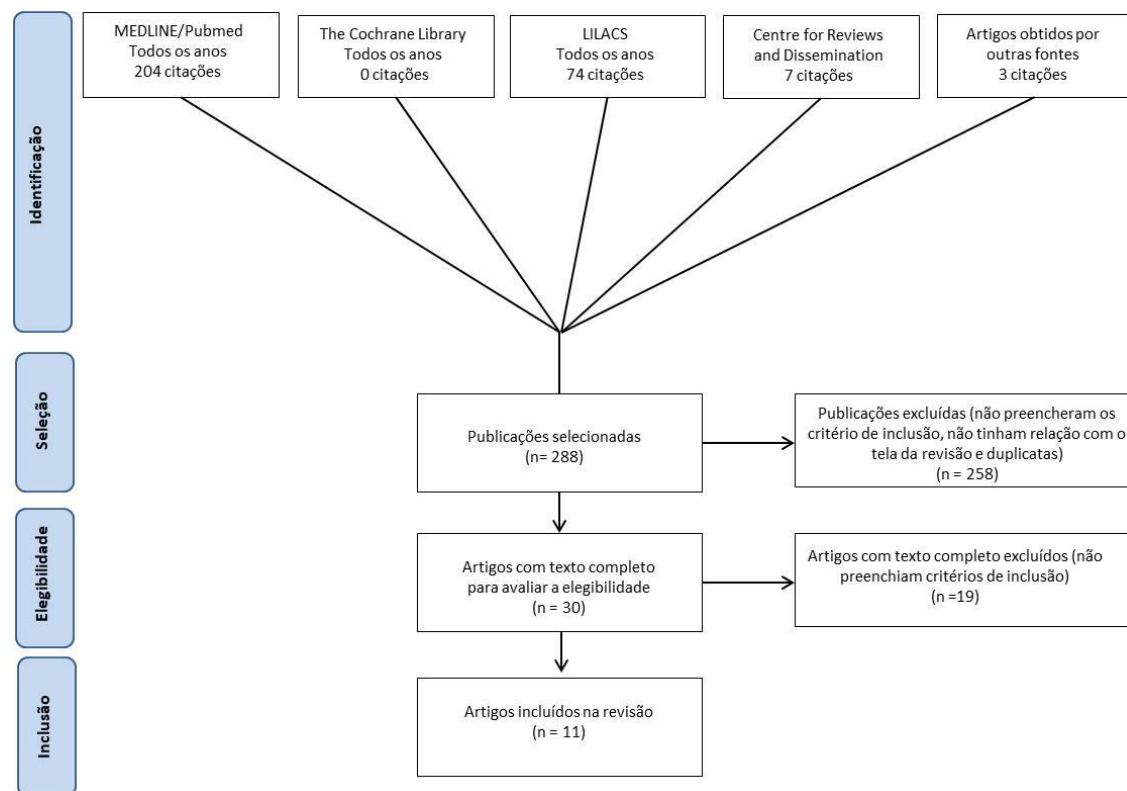 Identificação
MEDLINE/Pubmed
Todos os anos
204 citações
The Cochrane Library
Todos os anos
0 citações
LILACS
Todos os anos
74 citações
Centre for Reviews
and Dissemination
7 citações
Artigos obtidos por
outras fontes
3 citações
Seleção
Publicações selecionadas
(n= 288)
Publicações excluídas (não preencheram os
critério de inclusão, não tinham relação com o
tela da revisão e duplicatas)
(n = 258)
Elegibilidade
Artigos com texto completo
para avaliar a elegibilidade
(n = 30)
Artigos com texto completo excluídos (não
preenchiam critérios de inclusão)
(n =19)
Inclusão
Artigos incluídos na revisão
(n = 11)